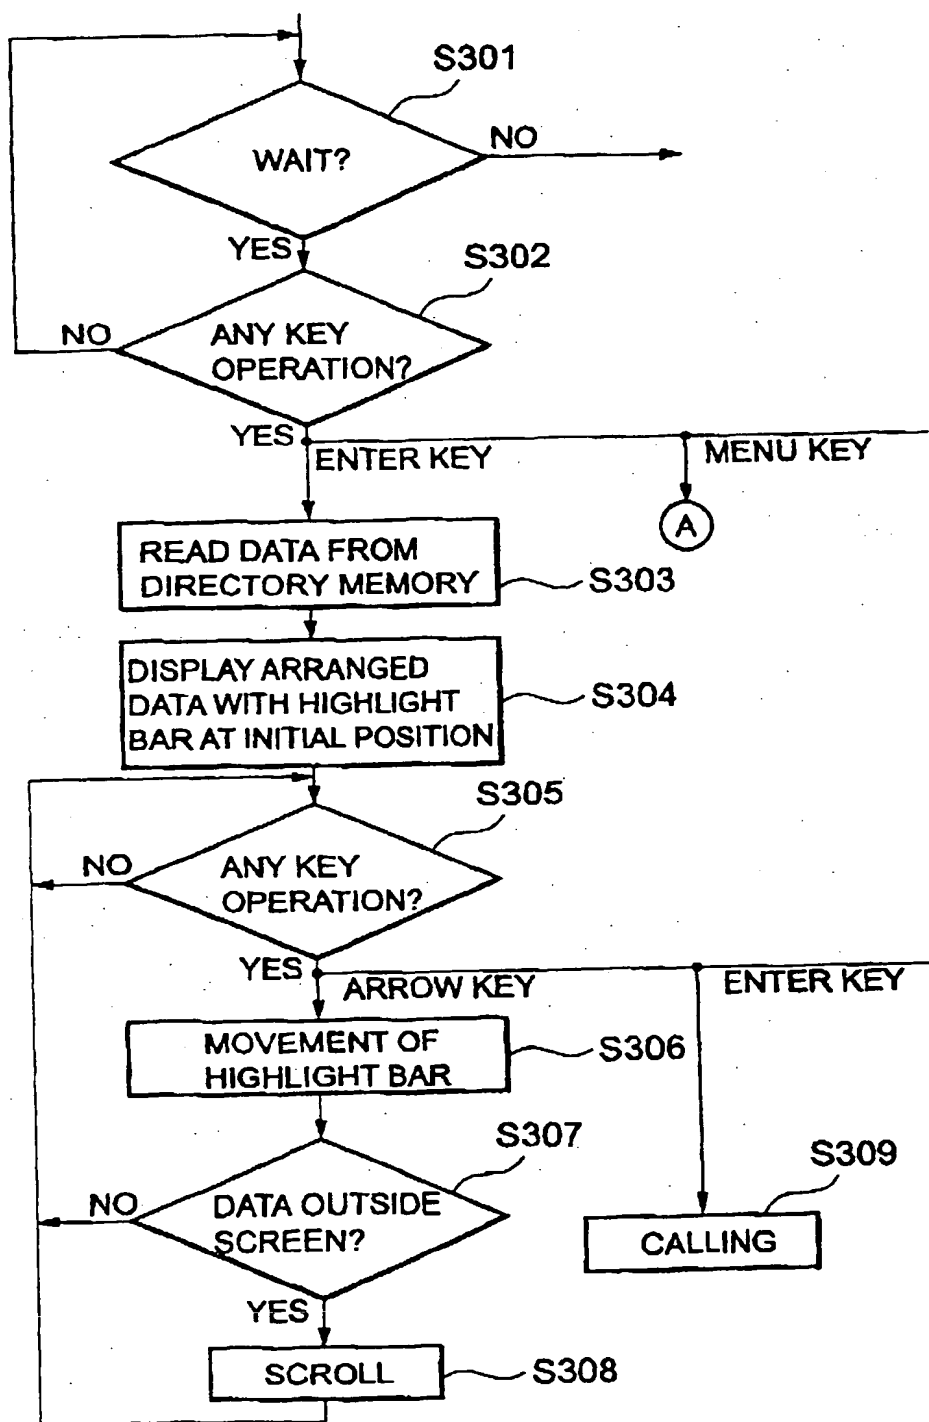 S301
WAIT?
NO
YES
S302
NO
ANY KEY
OPERATION?
YES
ENTER KEY
MENU KEY
A
READ DATA FROM
DIRECTORY MEMORY
S303
DISPLAY ARRANGED
DATA WITH HIGHLIGHT
BAR AT INITIAL POSITION
S304
S305
NO
ANY KEY
OPERATION?
YES
ARROW KEY
ENTER KEY
MOVEMENT OF
HIGHLIGHT BAR
S306
S307
NO
DATA OUTSIDE
SCREEN?
S309
CALLING
YES
SCROLL
S308